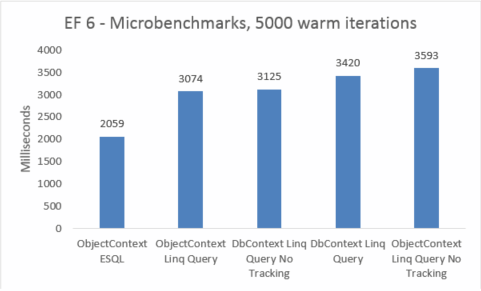 EF 6 - Microbenchmarks, 5000 warm iterations
Milliseconds
4000
3500
3000
2500
2000
1500
1000
500
0
2059
3074
3125
3420
3593
ObjectContext
ESQL
ObjectContext
Linq Query
DbContext Linq
Query No
Tracking
DbContext Linq
Query
ObjectContext
Linq Query No
Tracking